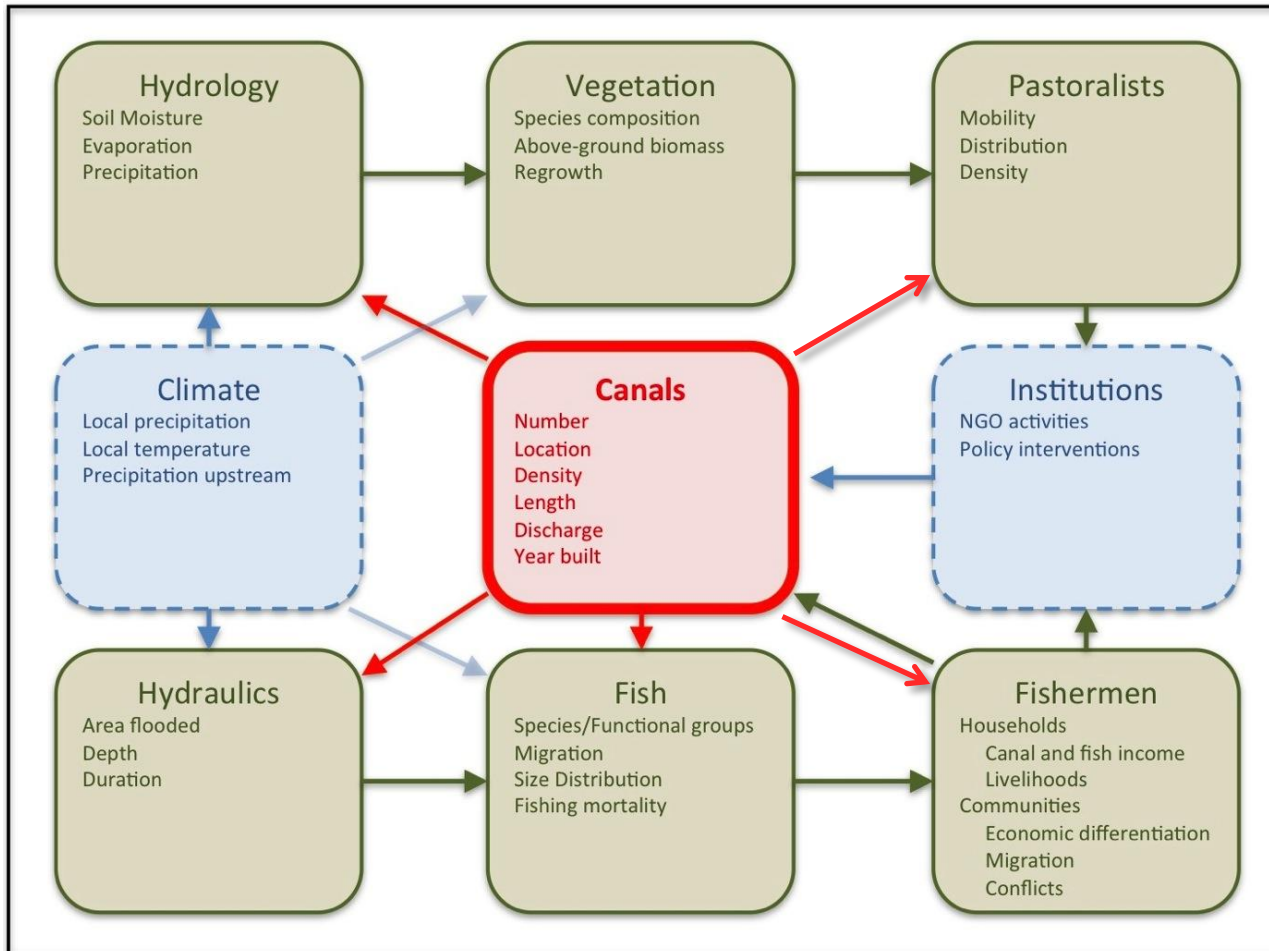 Hydrology
Soil Moisture
Evaporation
Precipitation
Vegetation
Species composition
Above-ground biomass
Regrowth
Pastoralists
Mobility
Distribution
Density
Climate
Local precipitation
Local temperature
Precipitation upstream
Canals
Number
Location
Density
Length
Discharge
Year built
Institutions
NGO activities
Policy interventions
Hydraulics
Area flooded
Depth
Duration
Fish
Species/Functional groups
Migration
Size Distribution
Fishing mortality
Fishermen
Households
Canal and fish income
Livelihoods
Communities
Economic differentiation
Migration
Conflicts